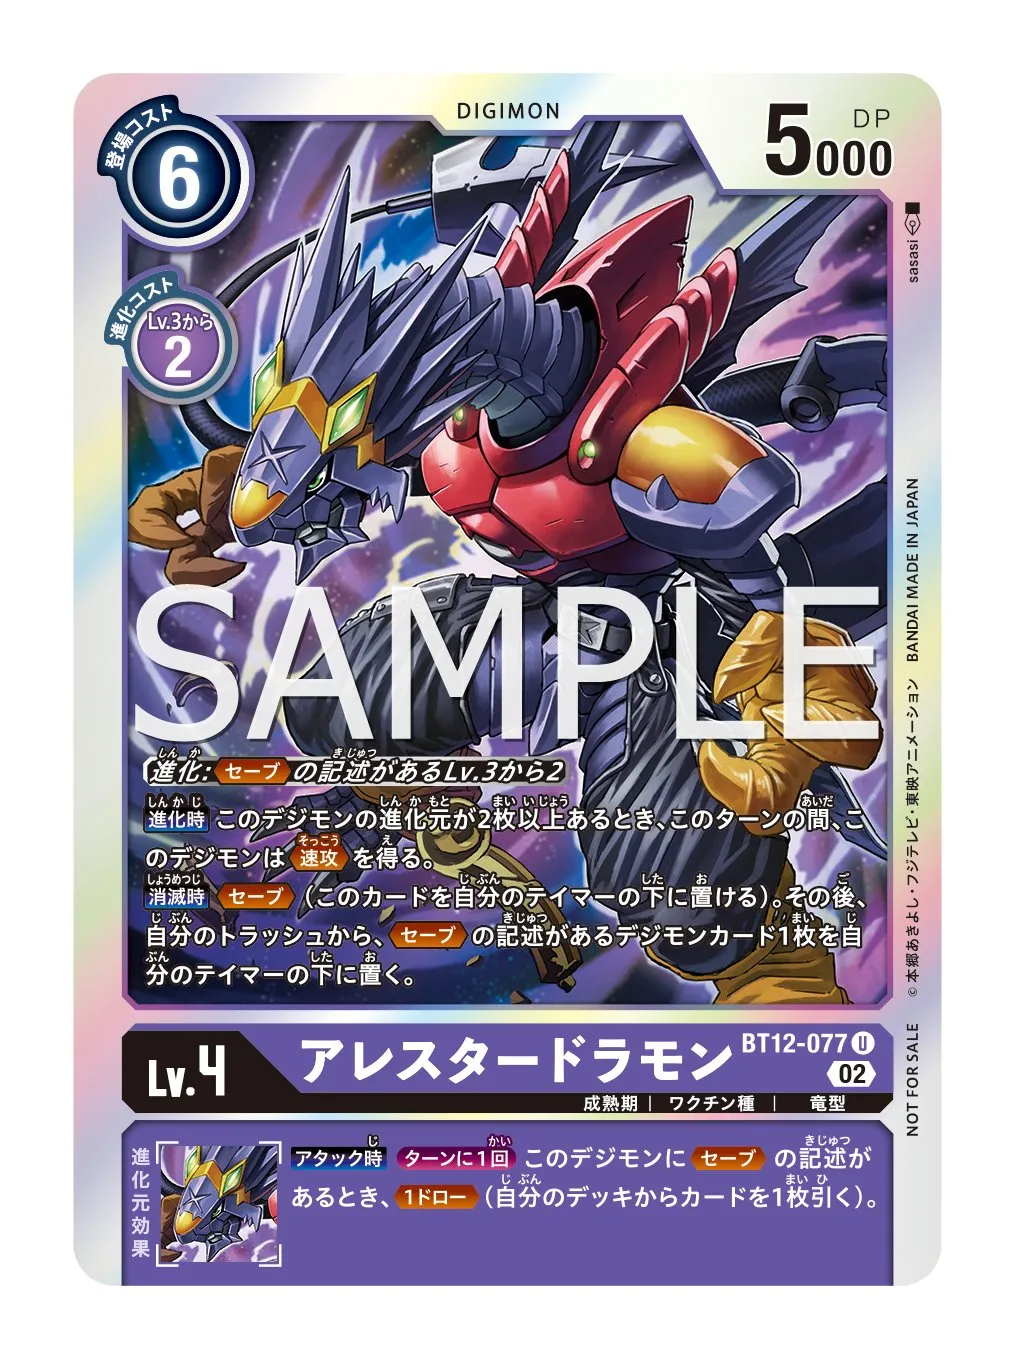 DIGIMON
登場コスト
6
5000
DP
進化コスト
Lv.3から
2
sasasi
SAMPLE
進化:セーブの記述があるLv.3から2
進化時 このデジモンの進化元が2枚以上あるとき、このターンの間、こ
のデジモンは 速攻 を得る。
消滅時 セーブ (このカードを自分のテイマーの下に置ける)。その後、
自分のトラッシュから、セーブ の記述があるデジモンカード1枚を自
分のテイマーの下に置く。
©本郷あきよし・フジテレビ・東映アニメーション BANDAI MADE IN JAPAN
NOT FOR SALE
Lv.4
アレスタードラモン
BT12-077 U
02
成熟期 | ワクチン種 | 竜型
進化元効果
アタック時 ターンに1回 このデジモンに セーブ の記述が
あるとき、1ドロー (自分のデッキからカードを1枚引く)。